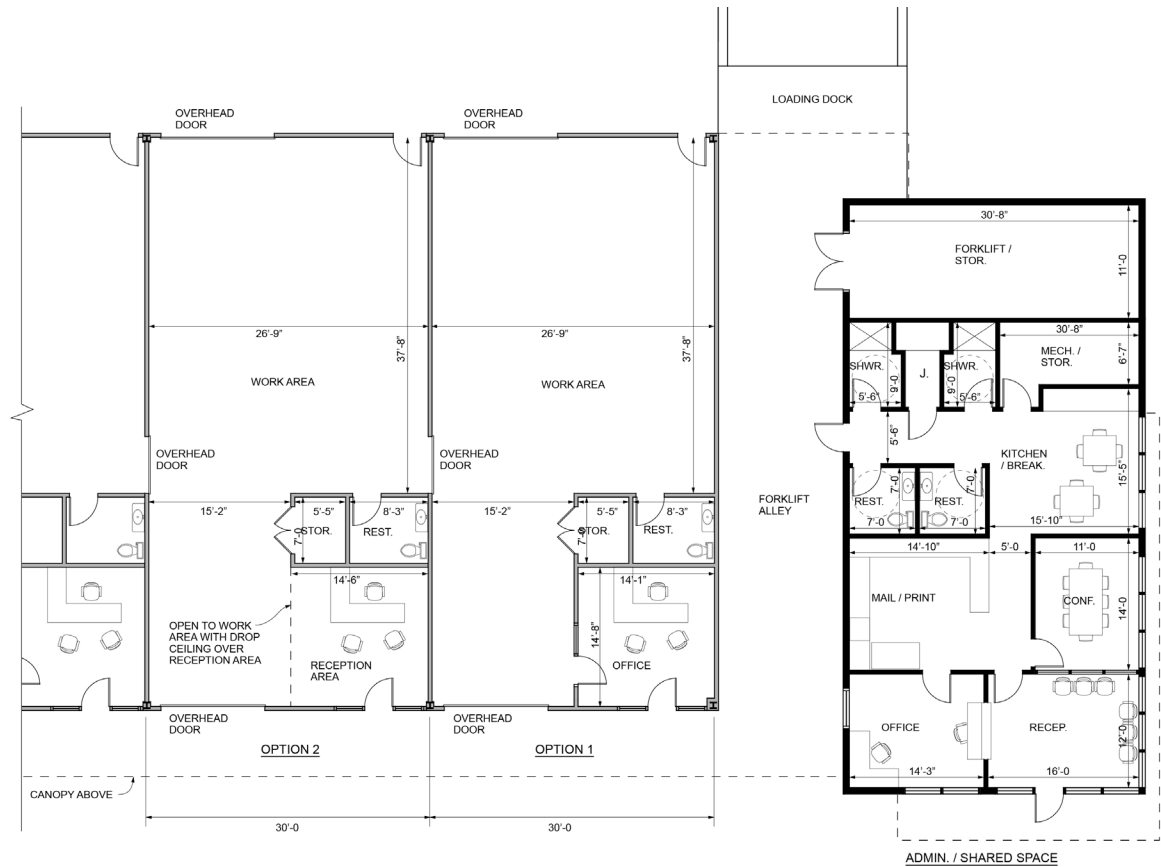 LOADING DOCK
OVERHEAD
DOOR
OVERHEAD
DOOR
30'-8"
FORKLIFT /
STOR.
11'-0
26'-9"
26'-9"
37'-8"
37'-8"
WORK AREA
WORK AREA
30'-8"
MECH. /
STOR.
6'-7"
SHWR.
J.
SHWR.
9'-0
9'-0
5'-6"
5'-6"
OVERHEAD
DOOR
OVERHEAD
DOOR
5'-6"
KITCHEN
/ BREAK.
15'-5"
FORKLIFT
ALLEY
15'-2"
5'-5"
8'-3"
15'-2"
5'-5"
8'-3"
STOR.
7'-0
REST.
STOR.
7'-0
REST.
REST.
7'-0
REST.
7'-0
7'-0
7'-0
15'-10"
14'-10"
5'-0
11'-0
14'-6"
14'-1"
MAIL / PRINT
CONF.
14'-0
OPEN TO WORK
AREA WITH DROP
CEILING OVER
RECEPTION AREA
RECEPTION
AREA
14'-8"
OFFICE
OVERHEAD
DOOR
OVERHEAD
DOOR
OFFICE
RECEP.
12'-0
OPTION 2
OPTION 1
14'-3"
16'-0
CANOPY ABOVE
30'-0
30'-0
ADMIN. / SHARED SPACE